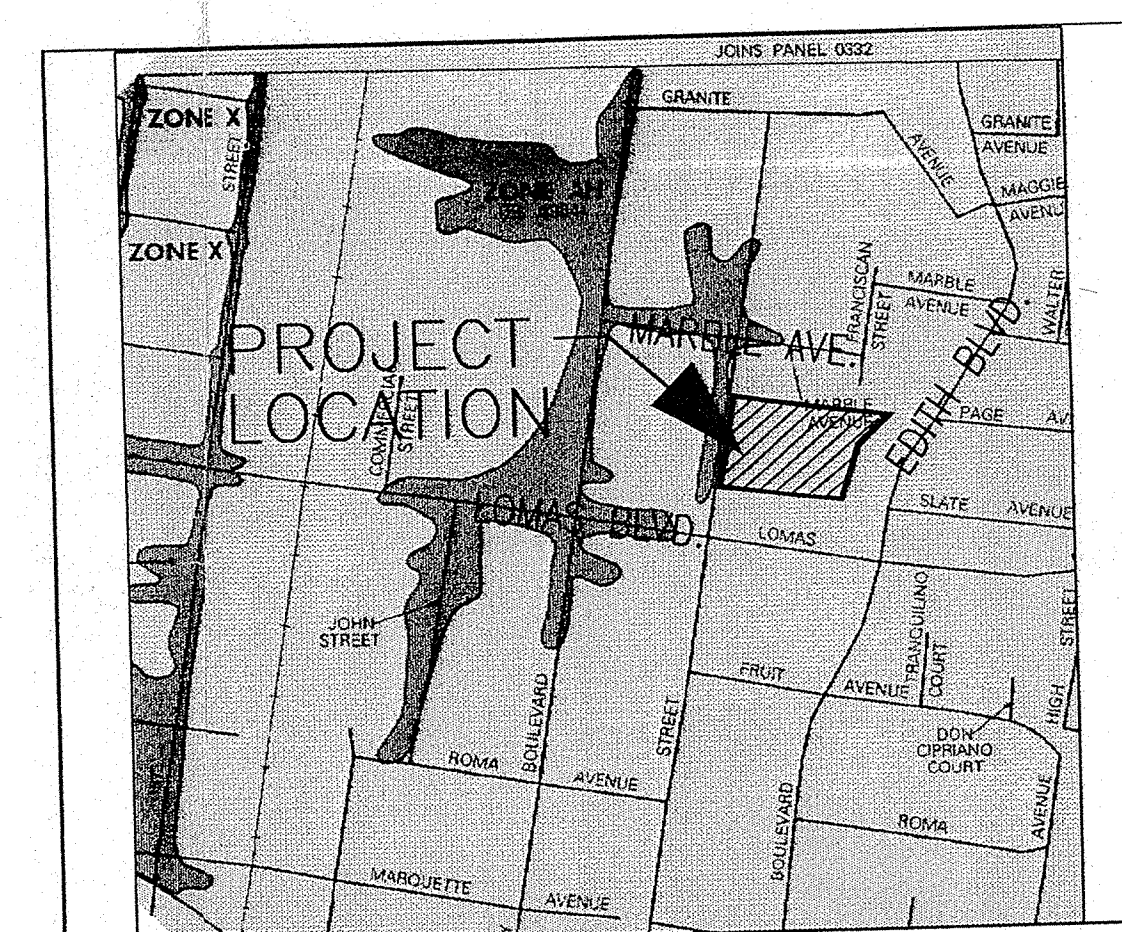 JOINS PANEL 0332
ZONE X
STREET
GRANITE
AVENUE
GRANITE
AVENUE
MAGGIE
AVENU
ZONE AH
ZONE X
FRANCISCAN
STREET
MARBLE
AVENUE
WALTER
PROJECT
LOCATION
MARBLE AVE.
COMMERCIAL
STREET
MARBLE
AVENUE
EDITH BLVD.
PAGE
AV
SLATE
AVENUE
LOMAS BLVD.
LOMAS
JOHN
STREET
TRANQUILINO
COURT
STREET
HIGH
FRUIT
AVENUE
BOULEVARD
STREET
DON
CIPRIANO
COURT
ROMA
AVENUE
BOULEVARD
ROMA
AVENUE
MARQUETTE
AVENUE